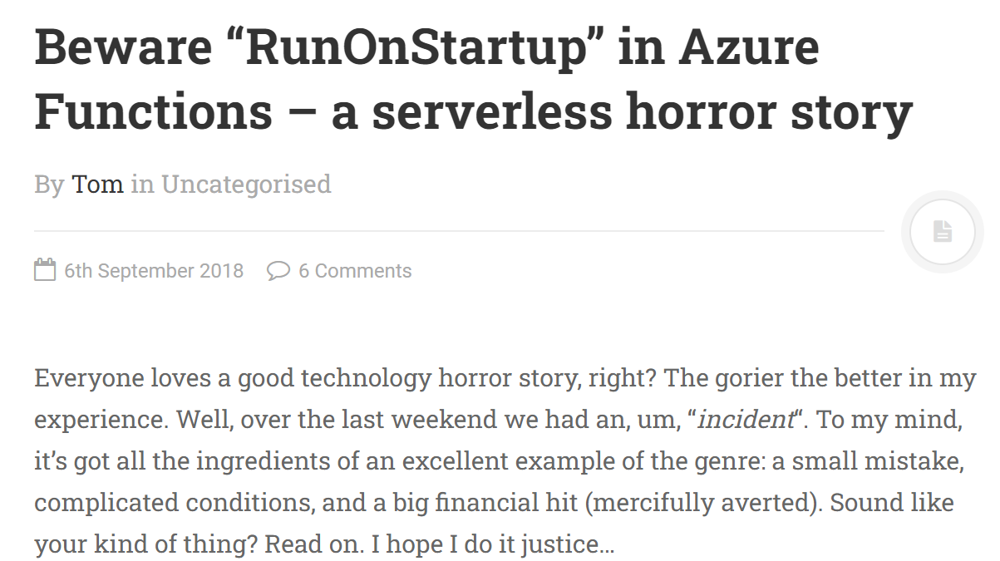 Beware “RunOnStartup” in Azure
Functions – a serverless horror story
By Tom in Uncategorised
6th September 2018 6 Comments
Everyone loves a good technology horror story, right? The gorier the better in my
experience. Well, over the last weekend we had an, um, “incident“. To my mind,
it’s got all the ingredients of an excellent example of the genre: a small mistake,
complicated conditions, and a big financial hit (mercifully averted). Sound like
your kind of thing? Read on. I hope I do it justice…